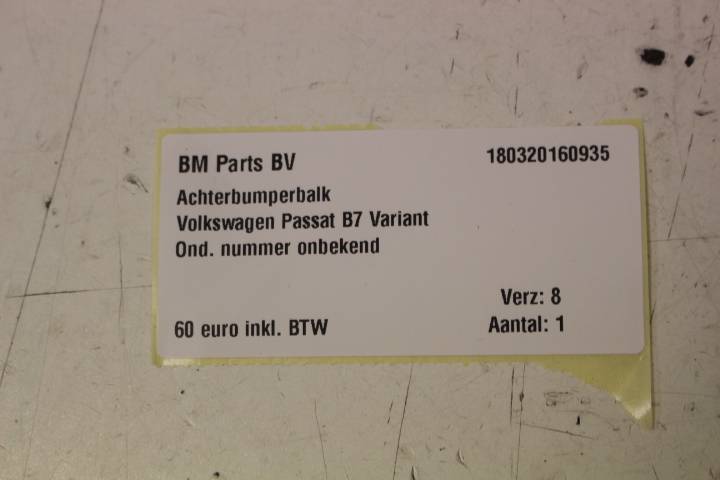 BM Parts BV 180320160935
Achterbumperbalk
Volkswagen Passat B7 Variant
Ond. nummer onbekend
Verz: 8
60 euro inkl. BTW Aantal: 1